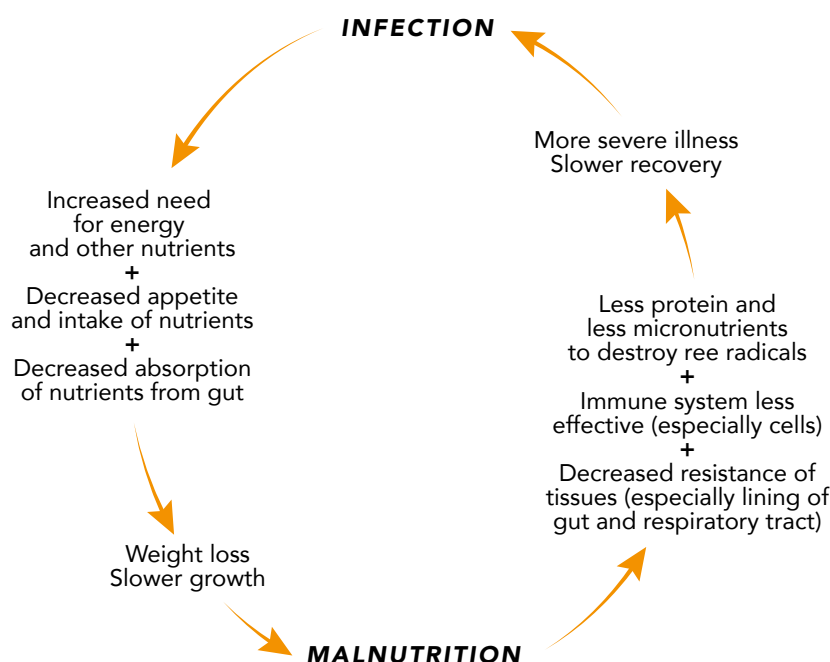 INFECTION
Increased need
for energy
and other nutrients
+
Decreased appetite
and intake of nutrients
+
Decreased absorption
of nutrients from gut
Weight loss
Slower growth
MALNUTRITION
Less protein and
less micronutrients
to destroy ree radicals
+
Immune system less
effective (especially cells)
+
Decreased resistance of
tissues (especially lining of
gut and respiratory tract)
More severe illness
Slower recovery